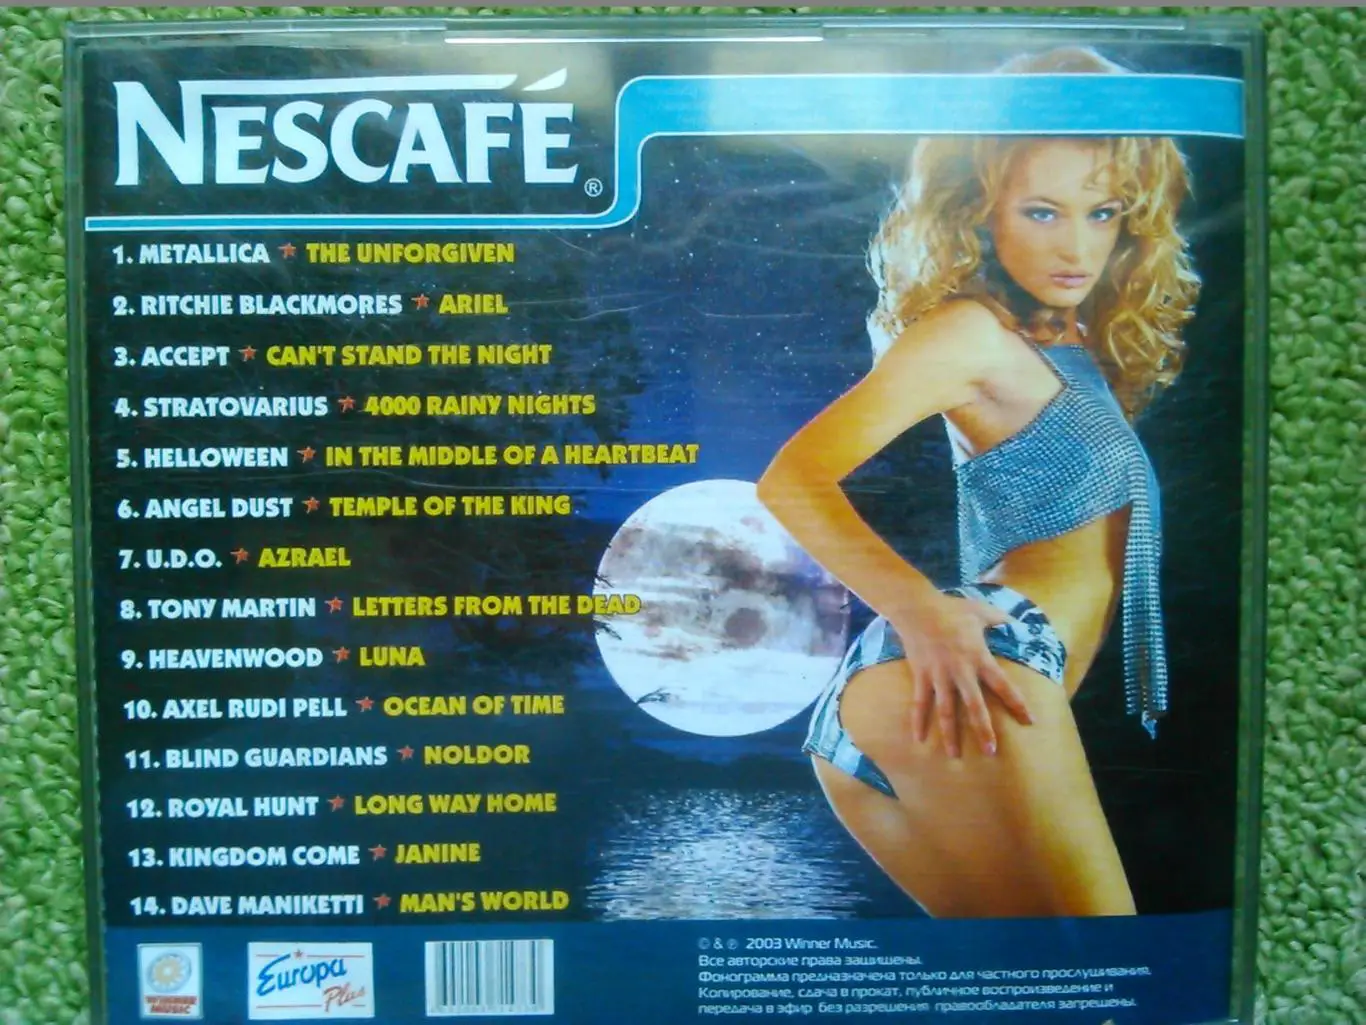 NESCAFÉ®
1. METALLICA ★ THE UNFORGIVEN
2. RITCHIE BLACKMORES ★ ARIEL
3. ACCEPT ★ CAN'T STAND THE NIGHT
4. STRATOVARIUS ★ 4000 RAINY NIGHTS
5. HELLOWEEN ★ IN THE MIDDLE OF A HEARTBEAT
6. ANGEL DUST ★ TEMPLE OF THE KING
7. U.D.O. ★ AZRAEL
8. TONY MARTIN ★ LETTERS FROM THE DEAD
9. HEAVENWOOD ★ LUNA
10. AXEL RUDI PELL ★ OCEAN OF TIME
11. BLIND GUARDIANS ★ NOLDOR
12. ROYAL HUNT ★ LONG WAY HOME
13. KINGDOM COME ★ JANINE
14. DAVE MANIKETTI ★ MAN'S WORLD
WINNER
MUSIC
Europa
Plus
© & ℗ 2003 Winner Music.
Все авторские права защищены.
Фонограмма предназначена только для частного прослушивания.
Копирование, сдача в прокат, публичное воспроизведение и
передача в эфир без разрешения правообладателя запрещены.